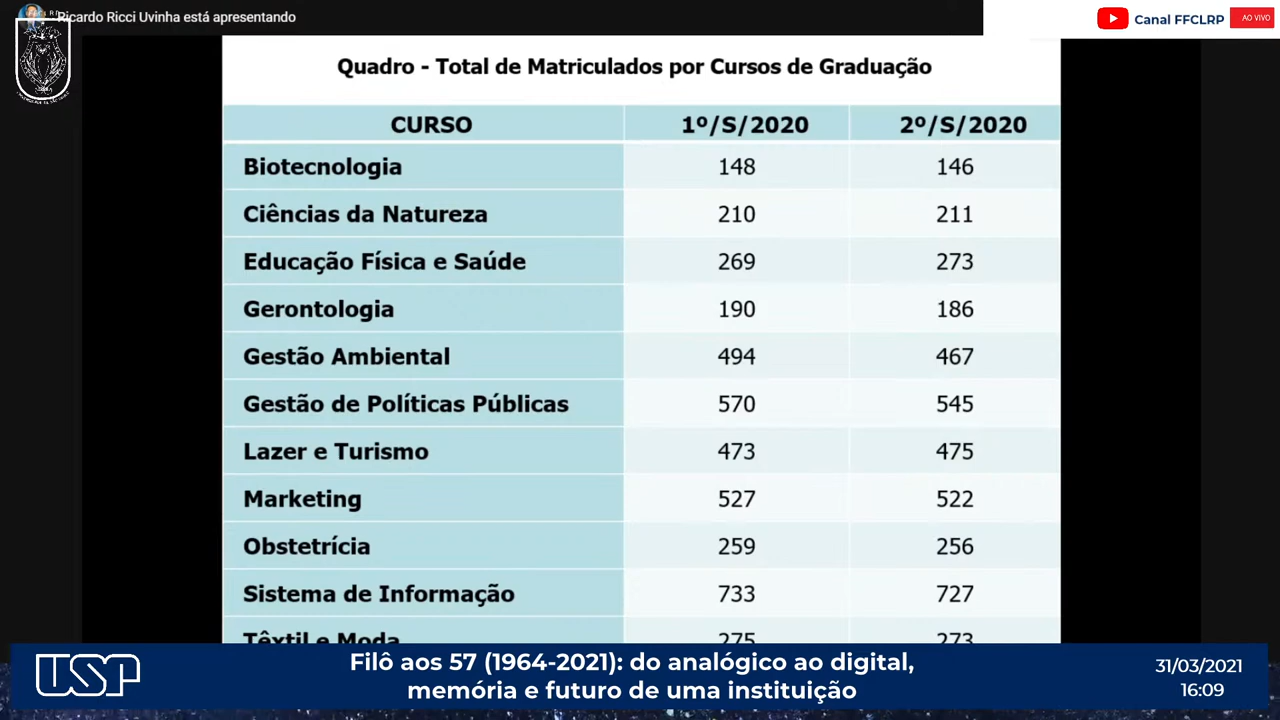 Ricardo Ricci Uvinha está apresentando
Canal FFCLRP
AO VIVO
Quadro - Total de Matriculados por Cursos de Graduação
CURSO 1º/S/2020 2º/S/2020
Biotecnologia 148 146
Ciências da Natureza 210 211
Educação Física e Saúde 269 273
Gerontologia 190 186
Gestão Ambiental 494 467
Gestão de Políticas Públicas 570 545
Lazer e Turismo 473 475
Marketing 527 522
Obstetrícia 259 256
Sistema de Informação 733 727
Têxtil e Moda 275 273
USP
Filô aos 57 (1964-2021): do analógico ao digital,
memória e futuro de uma instituição
31/03/2021
16:09